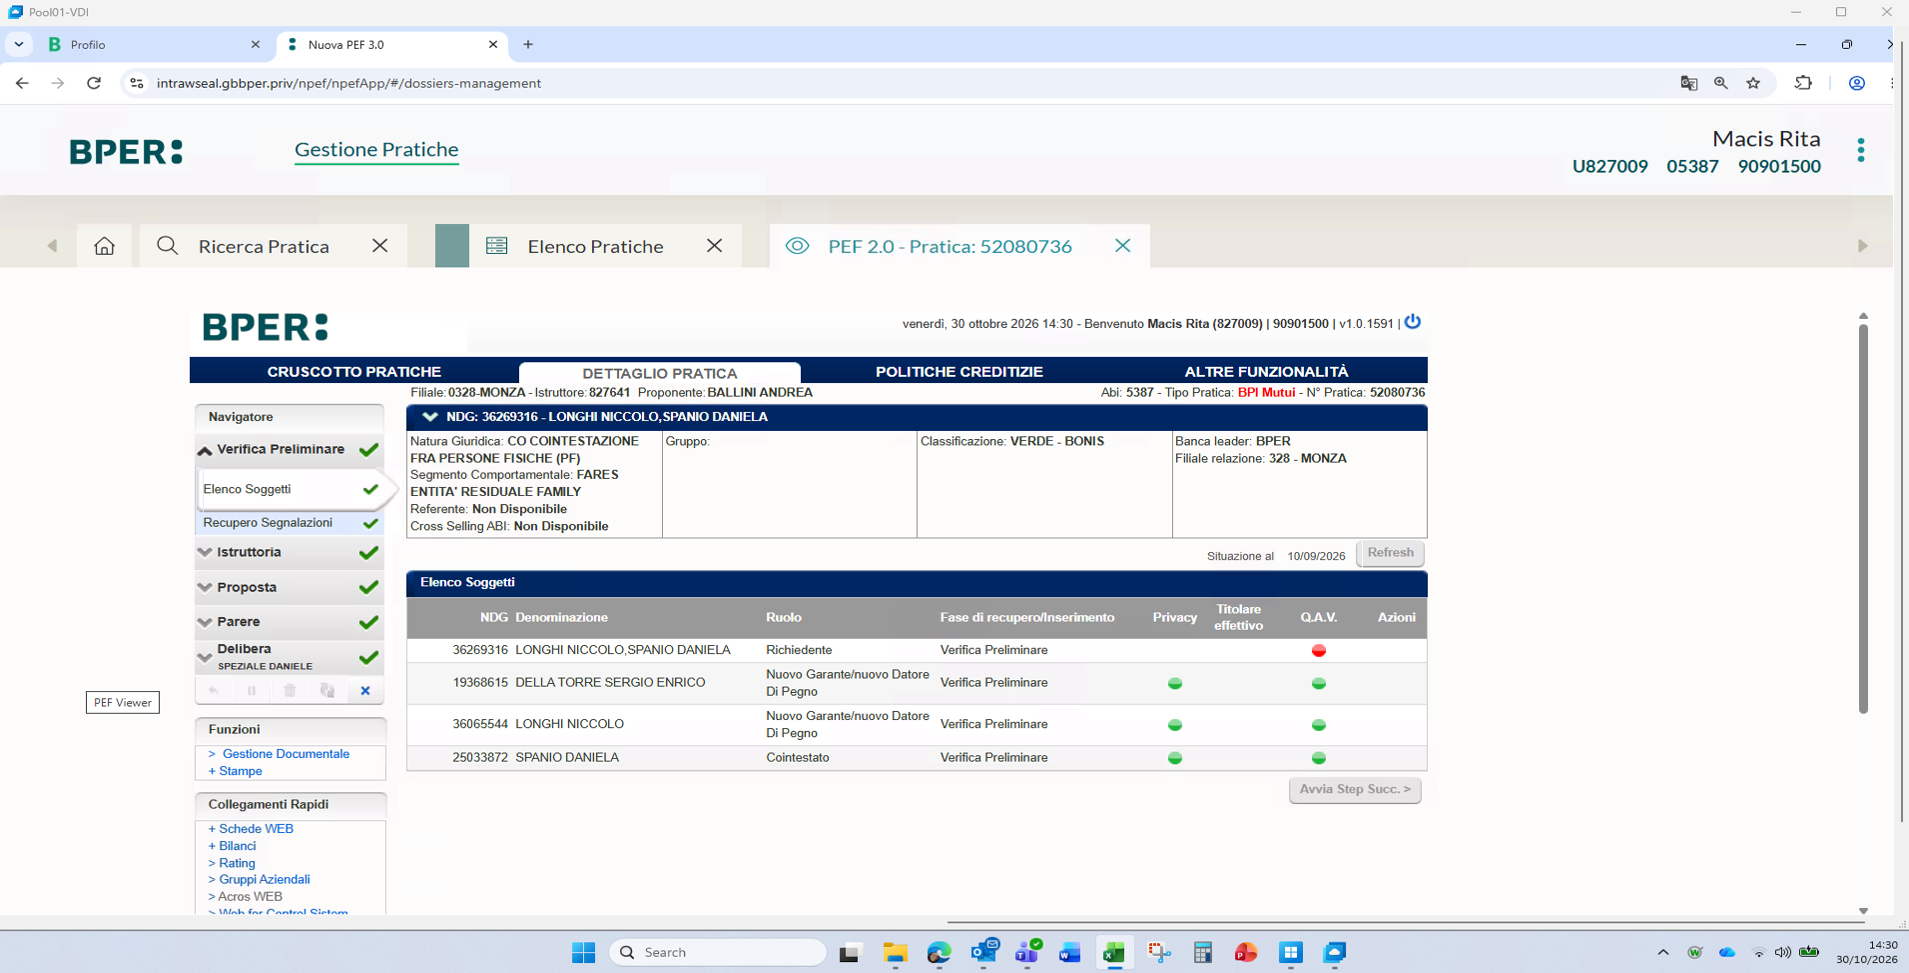 Pool01-VDI
Profilo
Nuova PEF 3.0
intrawseal.gbbper.priv/npef/npefApp/#/dossiers-management
BPER:
Gestione Pratiche
Macis Rita
U827009 05387 90901500
Ricerca Pratica
Elenco Pratiche
PEF 2.0 - Pratica: 52080736
BPER:
venerdì, 30 ottobre 2026 14:30 - Benvenuto Macis Rita (827009) | 90901500 | v1.0.1591 |
CRUSCOTTO PRATICHE
DETTAGLIO PRATICA
POLITICHE CREDITIZIE
ALTRE FUNZIONALITÀ
Filiale: 0328-MONZA - Istruttore: 827641 Proponente: BALLINI ANDREA
Abi: 5387 - Tipo Pratica: BPI Mutui - N° Pratica: 52080736
Navigatore
Verifica Preliminare
Elenco Soggetti
Recupero Segnalazioni
Istruttoria
Proposta
Parere
Delibera
SPEZIALE DANIELE
PEF Viewer
Funzioni
> Gestione Documentale
+ Stampe
Collegamenti Rapidi
+ Schede WEB
+ Bilanci
> Rating
> Gruppi Aziendali
> Acros WEB
> Web for Control Sistem
NDG: 36269316 - LONGHI NICCOLO,SPANIO DANIELA
Natura Giuridica: CO COINTESTAZIONE
FRA PERSONE FISICHE (PF)
Segmento Comportamentale: FARES
ENTITA' RESIDUALE FAMILY
Referente: Non Disponibile
Cross Selling ABI: Non Disponibile
Gruppo:
Classificazione: VERDE - BONIS
Banca leader: BPER
Filiale relazione: 328 - MONZA
Situazione al 10/09/2026 Refresh
Elenco Soggetti
NDG Denominazione Ruolo Fase di recupero/Inserimento Privacy Titolare effettivo Q.A.V. Azioni
36269316 LONGHI NICCOLO,SPANIO DANIELA Richiedente Verifica Preliminare
19368615 DELLA TORRE SERGIO ENRICO Nuovo Garante/nuovo Datore Di Pegno Verifica Preliminare
36065544 LONGHI NICCOLO Nuovo Garante/nuovo Datore Di Pegno Verifica Preliminare
25033872 SPANIO DANIELA Cointestato Verifica Preliminare
Avvia Step Succ. >
Search
14:30
30/10/2026